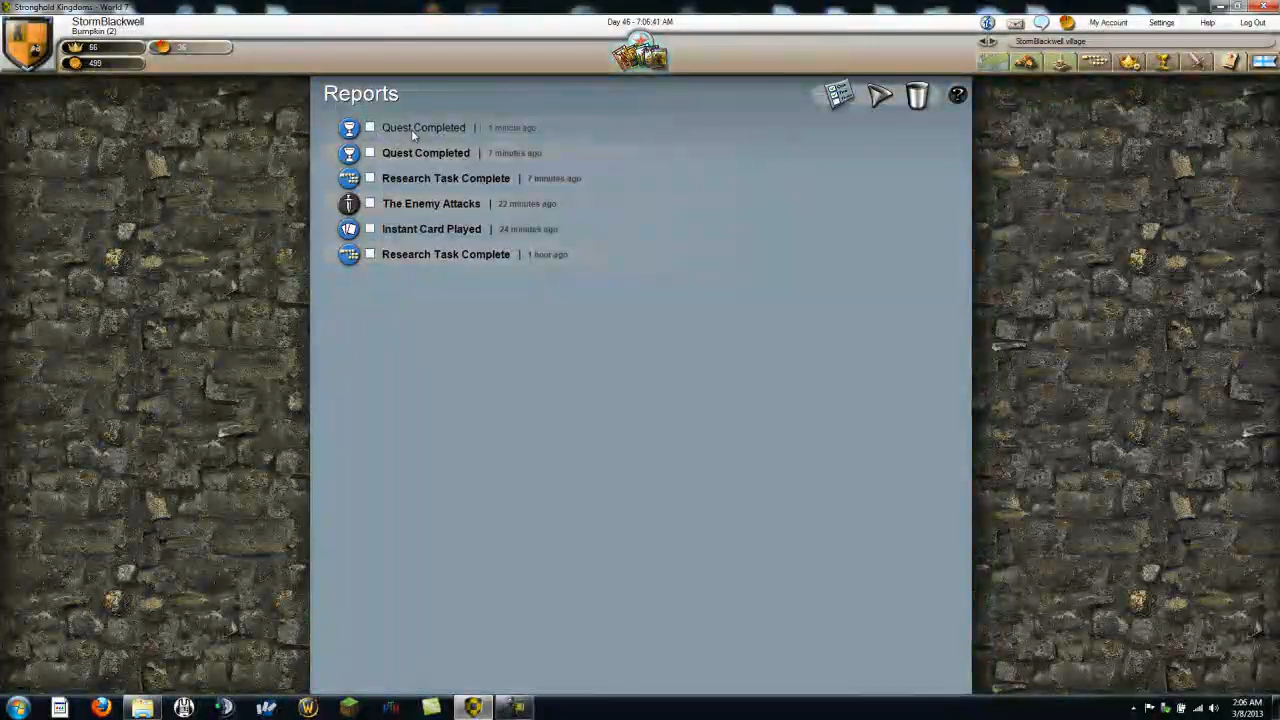 Stronghold Kingdoms - World 7
StormBlackwell
Bumpkin (2)
Day 46 - 7:06:41 AM
My Account
Settings
Help
Log Out
StormBlackwell village
499
Reports
Quest Completed | 1 minute ago
Quest Completed | 7 minutes ago
Research Task Complete | 7 minutes ago
The Enemy Attacks | 22 minutes ago
Instant Card Played | 24 minutes ago
Research Task Complete | 1 hour ago
2:06 AM
3/8/2013